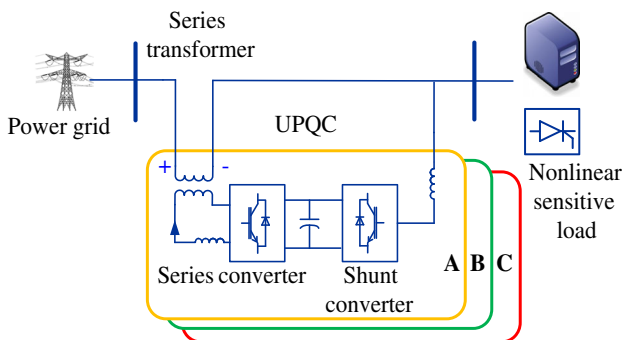 Series
transformer
Power grid
UPQC
+ -
Nonlinear
sensitive
load
Series converter
Shunt
converter
A B C